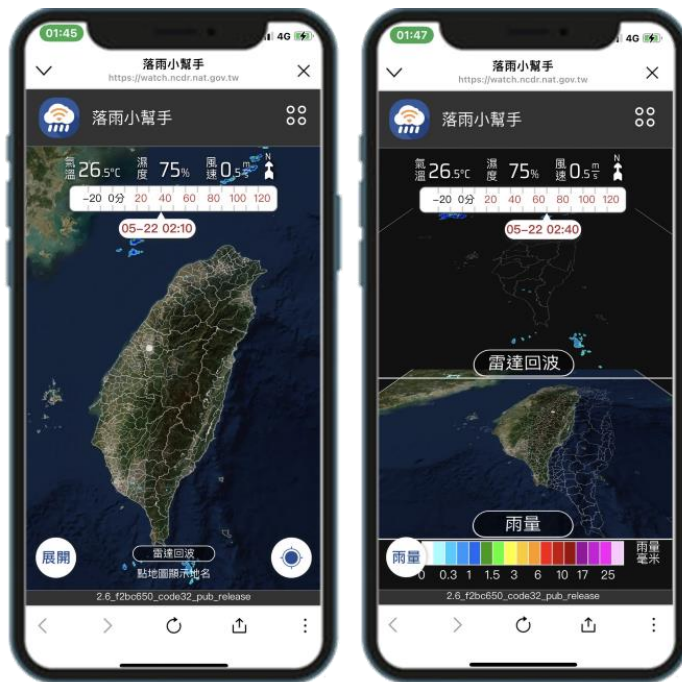 01:45
4G
落雨小幫手
https://watch.ncdr.nat.gov.tw
落雨小幫手
氣溫 26.5°C 濕度 75% 風速 0.5 m/s N
-20 0分 20 40 60 80 100 120
05-22 02:10
展開
雷達回波
點地圖顯示地名
2.6_f2bc650_code32_pub_release
01:47
4G
落雨小幫手
https://watch.ncdr.nat.gov.tw
落雨小幫手
氣溫 26.5°C 濕度 75% 風速 0.5 m/s N
-20 0分 20 40 60 80 100 120
05-22 02:40
雷達回波
雨量
雨量
0 0.3 1 1.5 3 6 10 17 25
雨量
毫米
2.6_f2bc650_code32_pub_release